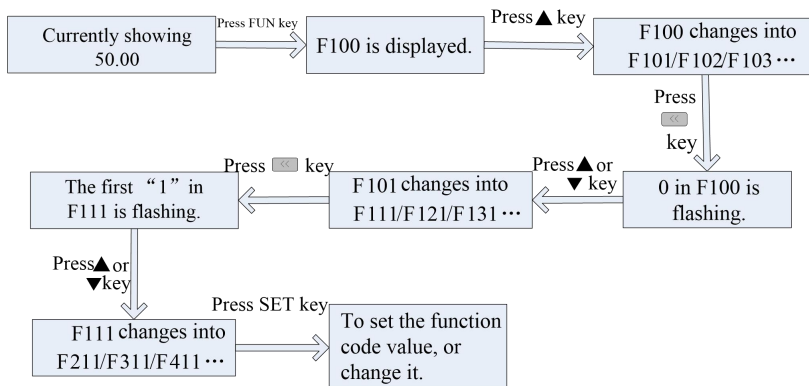 Currently showing
50.00
Press FUN key
F100 is displayed.
Press▲ key
F100 changes into
F101/F102/F103···
Press
<<
key
0 in F100 is
flashing.
Press▲or
▼ key
F101 changes into
F111/F121/F131···
Press << key
The first “1” in
F111 is flashing.
Press▲or
▼key
F111 changes into
F211/F311/F411···
Press SET key
To set the function
code value, or
change it.